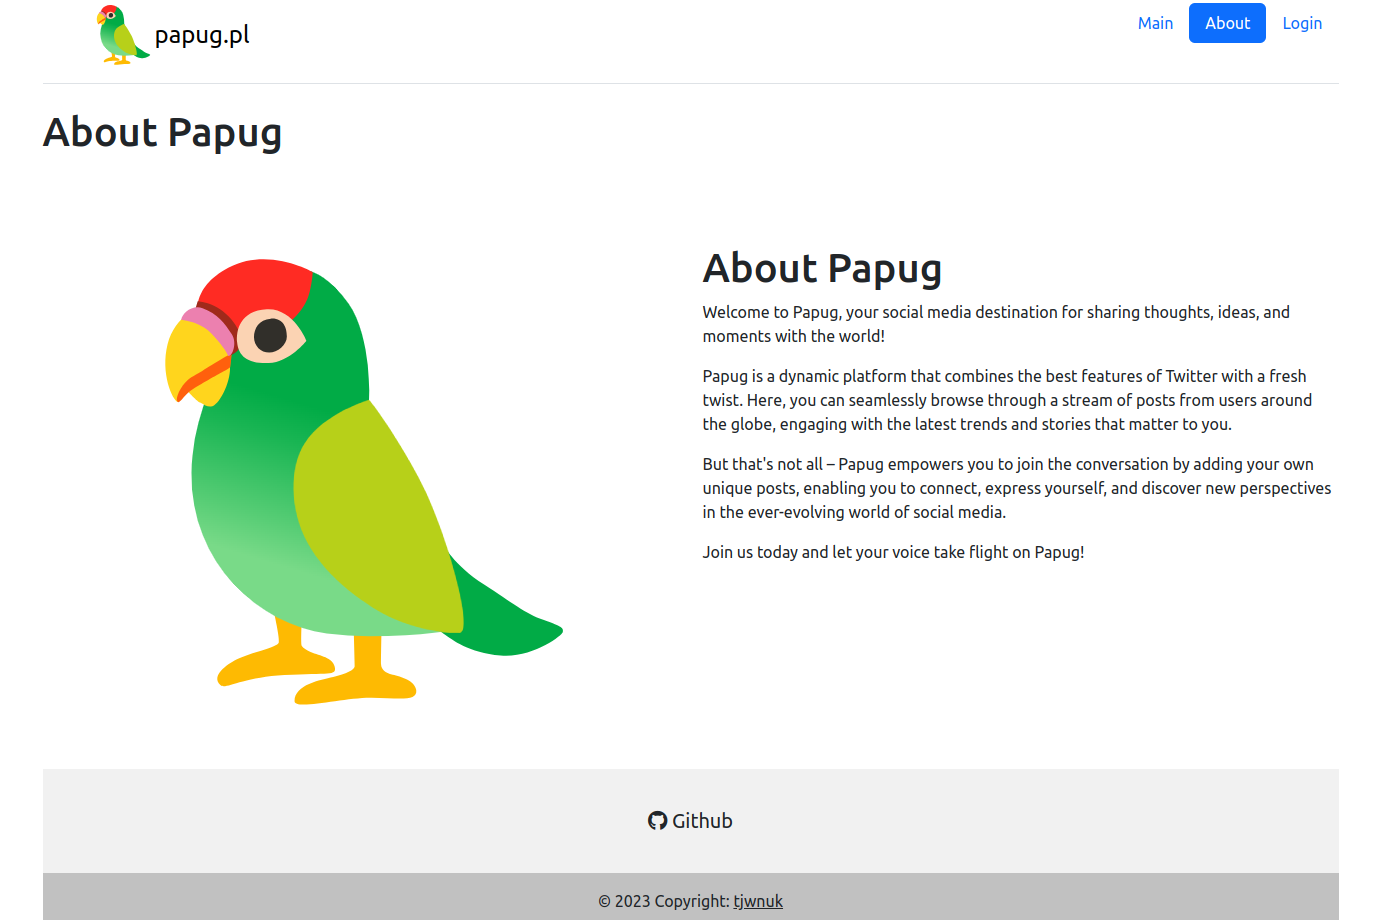 papug.pl
Main
About
Login
About Papug
About Papug
Welcome to Papug, your social media destination for sharing thoughts, ideas, and
moments with the world!
Papug is a dynamic platform that combines the best features of Twitter with a fresh
twist. Here, you can seamlessly browse through a stream of posts from users around
the globe, engaging with the latest trends and stories that matter to you.
But that's not all – Papug empowers you to join the conversation by adding your own
unique posts, enabling you to connect, express yourself, and discover new perspectives
in the ever-evolving world of social media.
Join us today and let your voice take flight on Papug!
Github
© 2023 Copyright: tjwnuk